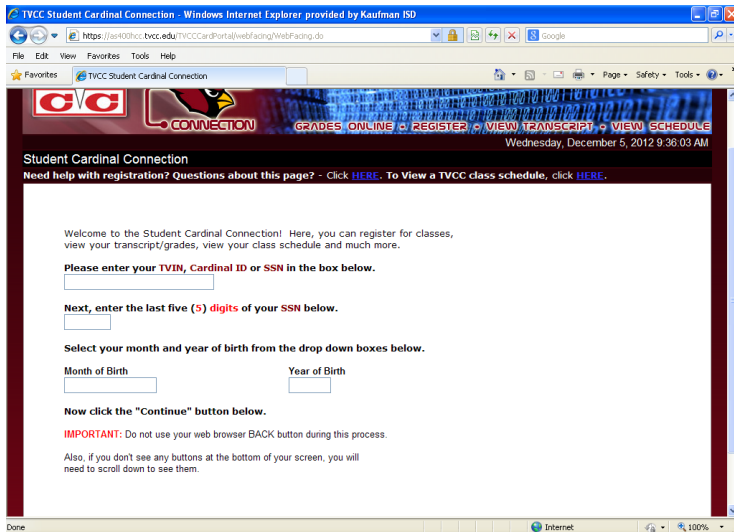 TVCC Student Cardinal Connection - Windows Internet Explorer provided by Kaufman ISD
https://as400hcc.tvcc.edu/TVCCCardPortal/webfacing/WebFacing.do
Google
File Edit View Favorites Tools Help
Favorites TVCC Student Cardinal Connection Page Safety Tools
CONNECTION GRADES ONLINE REGISTER VIEW TRANSCRIPT VIEW SCHEDULE
Wednesday, December 5, 2012 9:36:03 AM
Student Cardinal Connection
Need help with registration? Questions about this page? - Click HERE. To View a TVCC class schedule, click HERE.
Welcome to the Student Cardinal Connection! Here, you can register for classes,
view your transcript/grades, view your class schedule and much more.
Please enter your TVIN, Cardinal ID or SSN in the box below.
Next, enter the last five (5) digits of your SSN below.
Select your month and year of birth from the drop down boxes below.
Month of Birth Year of Birth
Now click the "Continue" button below.
IMPORTANT: Do not use your web browser BACK button during this process.
Also, if you don't see any buttons at the bottom of your screen, you will
need to scroll down to see them.
Done Internet 100%